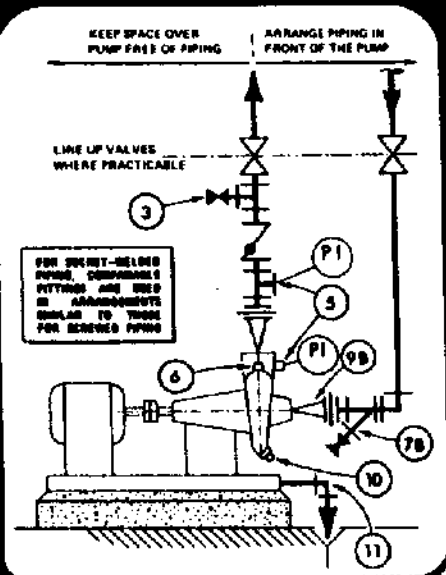 KEEP SPACE OVER
PUMP FREE OF PIPING
ARRANGE PIPING IN
FRONT OF THE PUMP
LINE UP VALVES
WHERE PRACTICABLE
3
PI
FOR SOCKET-WELDED
PIPING, COMPARABLE
FITTINGS ARE USED
IN ARRANGEMENTS
SIMILAR TO THOSE
FOR SCREWED PIPING
5
PI
9B
6
7B
10
11